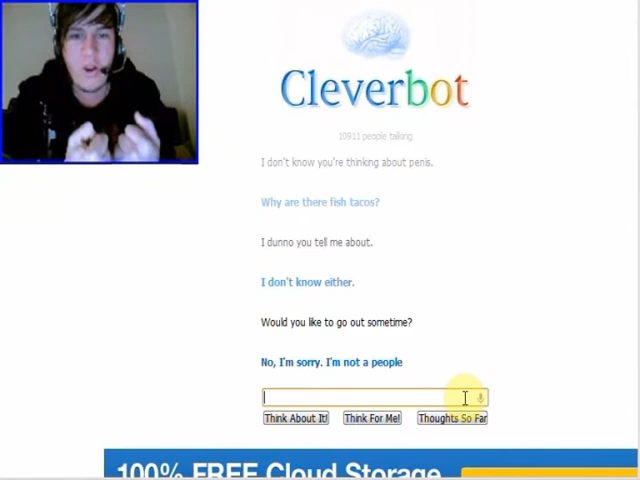 Cleverbot
10911 people talking
I don't know you're thinking about penis.
Why are there fish tacos?
I dunno you tell me about.
I don't know either.
Would you like to go out sometime?
No, I'm sorry. I'm not a people
Think About It!
Think For Me!
Thoughts So Far
100% FREE Cloud Storage